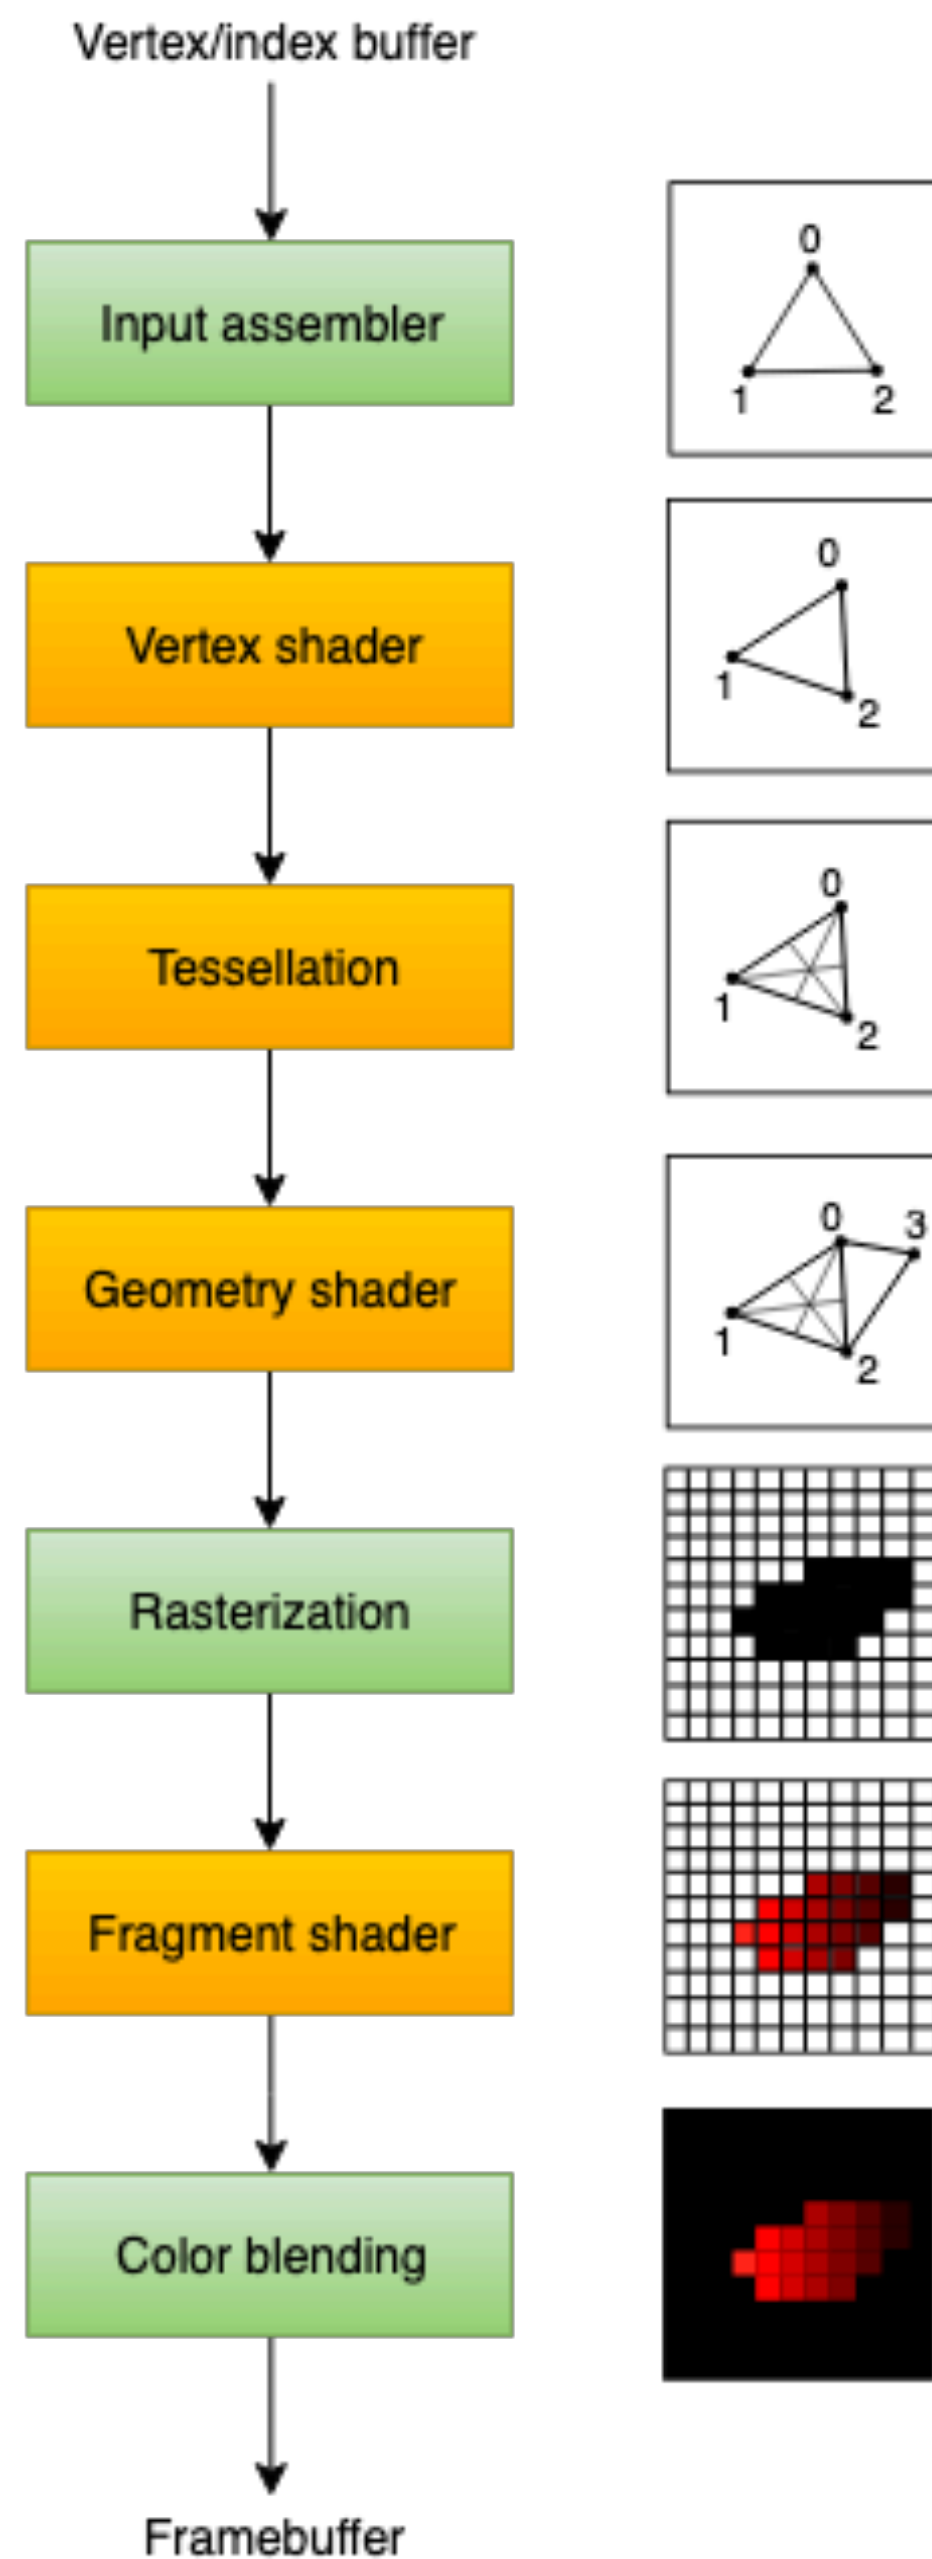 Vertex/index buffer
Input assembler
0
1
2
Vertex shader
0
1
2
Tessellation
0
1
2
Geometry shader
0
3
1
2
Rasterization
Fragment shader
Color blending
Framebuffer